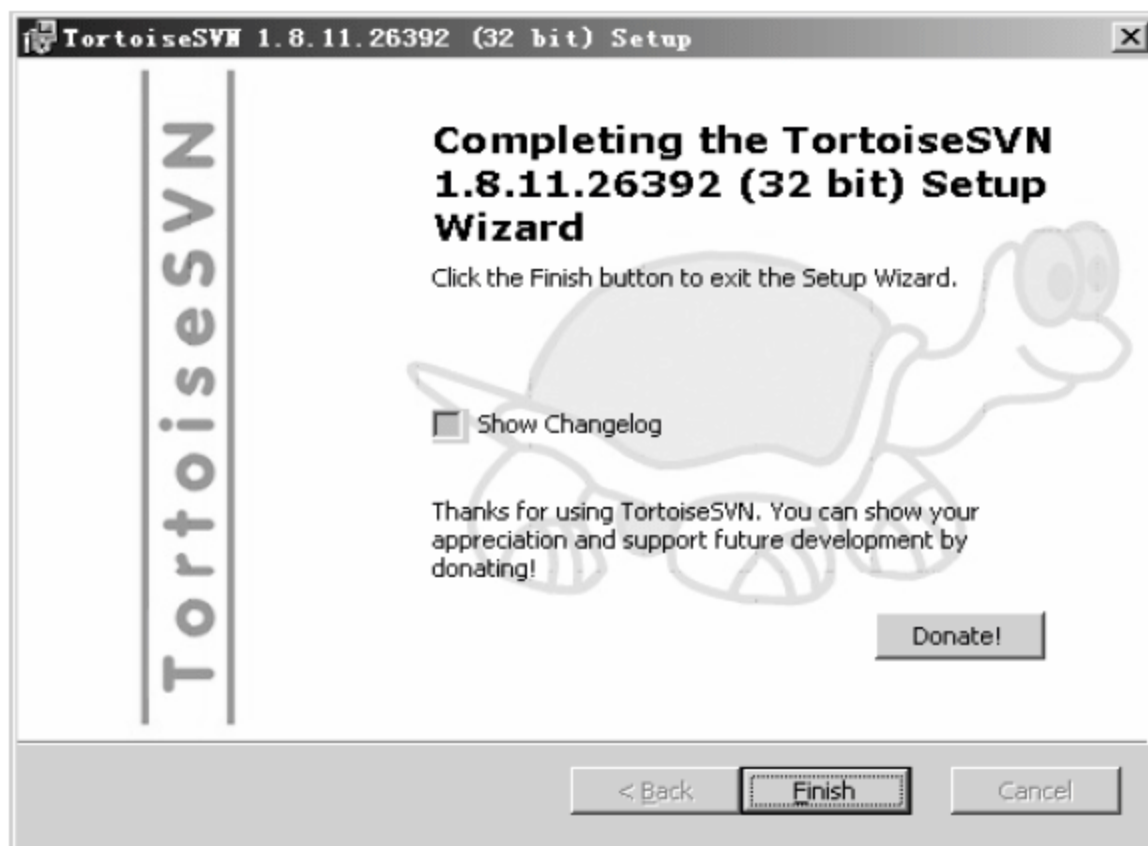 TortoiseSVN 1.8.11.26392 (32 bit) Setup
TortoiseSVN
Completing the TortoiseSVN
1.8.11.26392 (32 bit) Setup
Wizard
Click the Finish button to exit the Setup Wizard.
Show Changelog
Thanks for using TortoiseSVN. You can show your
appreciation and support future development by
donating!
Donate!
< Back
Finish
Cancel